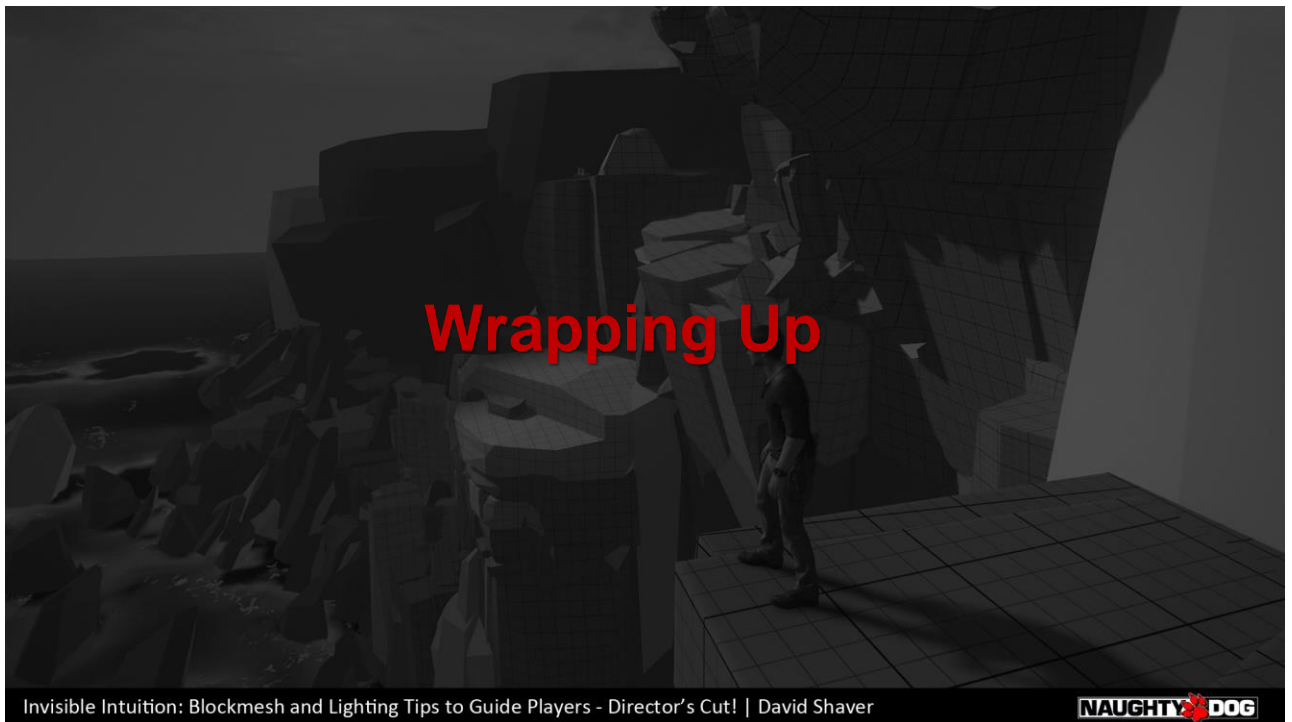 Wrapping Up
Invisible Intuition: Blockmesh and Lighting Tips to Guide Players - Director's Cut! | David Shaver
NAUGHTY DOG